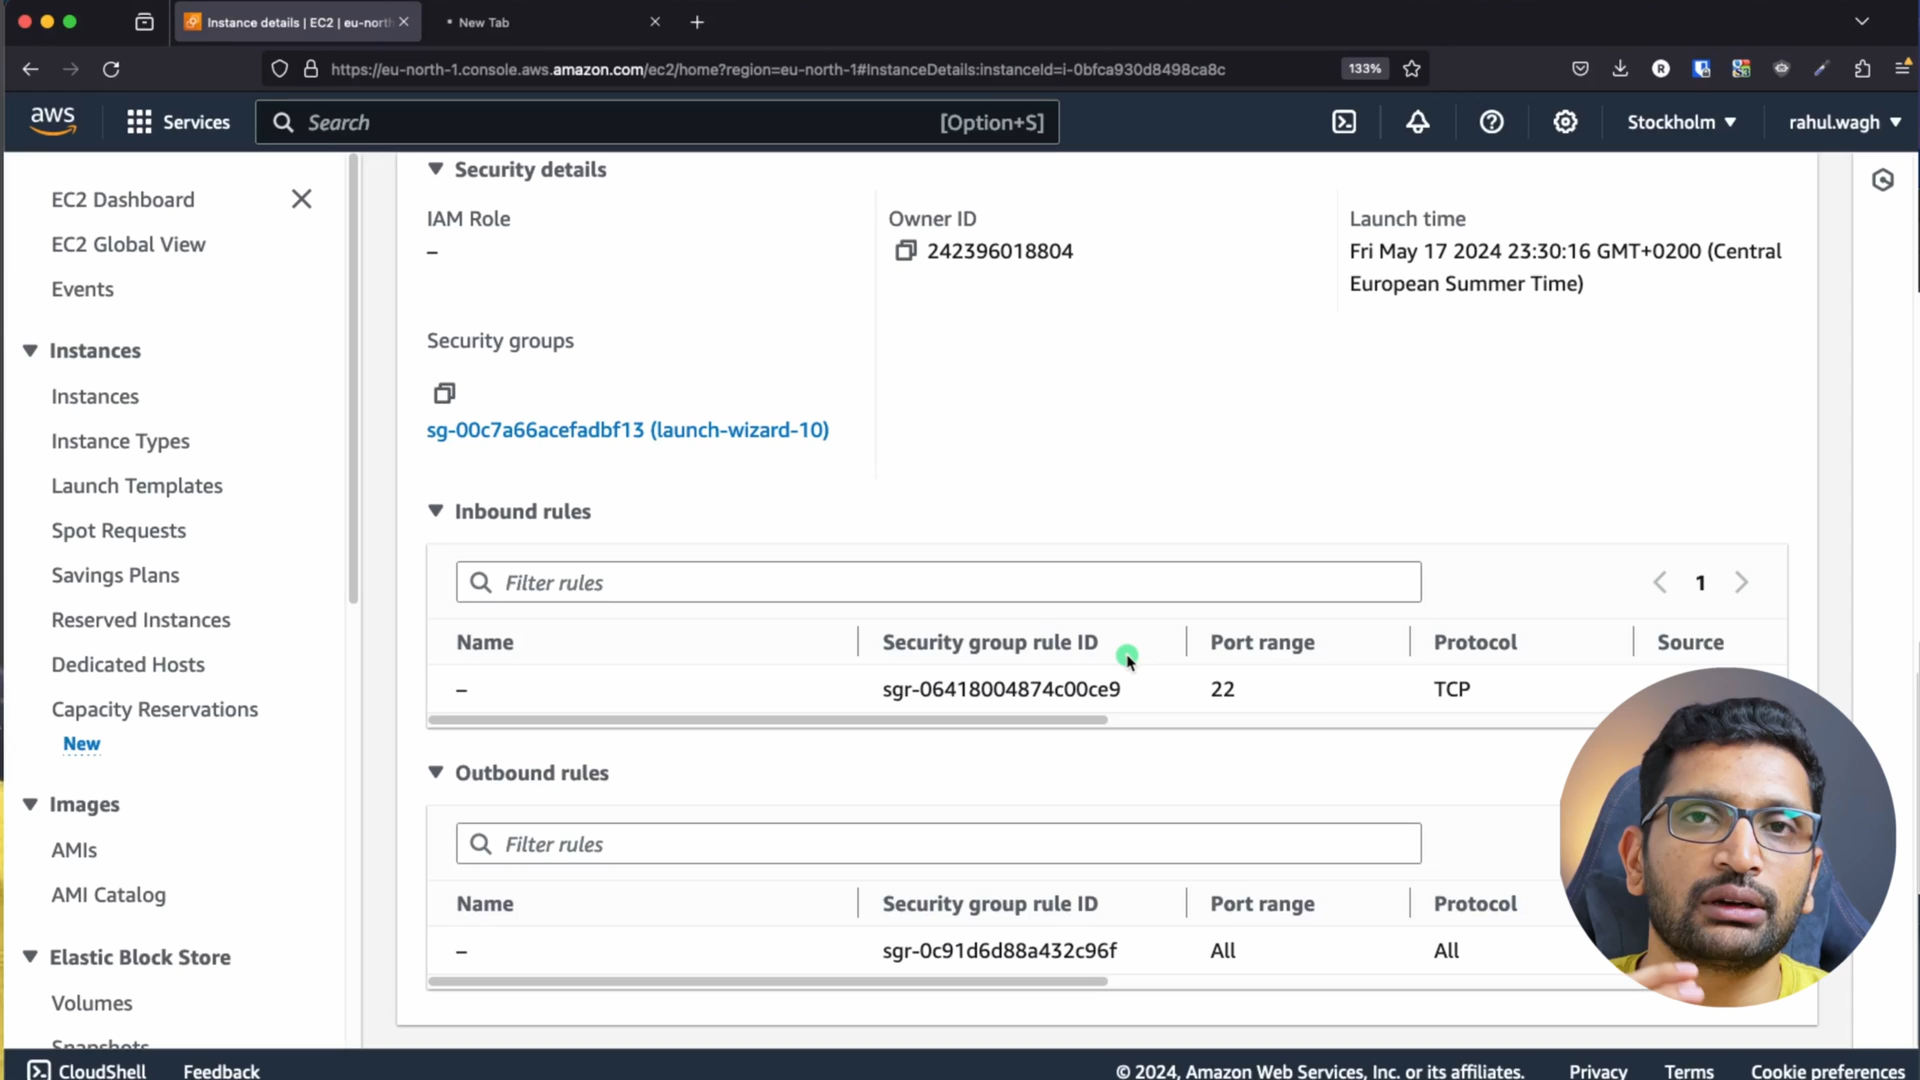 Instance details | EC2 | eu-north
New Tab
https://eu-north-1.console.aws.amazon.com/ec2/home?region=eu-north-1#InstanceDetails:instanceId=i-0bfca930d8498ca8c
133%
aws
Services
Search
[Option+S]
Stockholm
rahul.wagh
EC2 Dashboard
EC2 Global View
Events
Instances
Instances
Instance Types
Launch Templates
Spot Requests
Savings Plans
Reserved Instances
Dedicated Hosts
Capacity Reservations
New
Images
AMIs
AMI Catalog
Elastic Block Store
Volumes
Snapshots
Security details
IAM Role
–
Owner ID
242396018804
Launch time
Fri May 17 2024 23:30:16 GMT+0200 (Central
European Summer Time)
Security groups
sg-00c7a66acefadbf13 (launch-wizard-10)
Inbound rules
Filter rules
1
Name Security group rule ID Port range Protocol Source
– sgr-06418004874c00ce9 22 TCP
Outbound rules
Filter rules
Name Security group rule ID Port range Protocol
– sgr-0c91d6d88a432c96f All All
CloudShell Feedback © 2024, Amazon Web Services, Inc. or its affiliates. Privacy Terms Cookie preferences